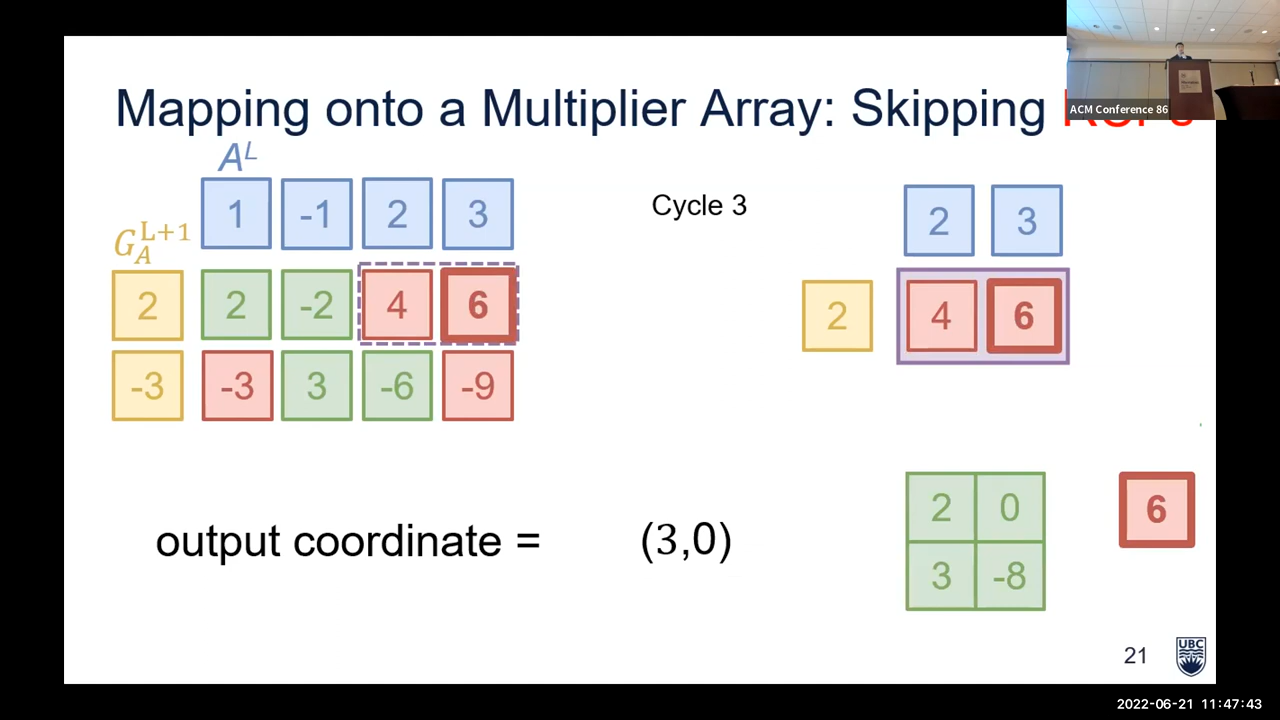 Mapping onto a Multiplier Array: Skipping
ACM Conference 86
A^L
1 -1 2 3
Cycle 3
2 3
G_A^{L+1}
2 2 -2 4 6
2 4 6
-3 -3 3 -6 -9
output coordinate = (3,0)
2 0
6
3 -8
21
UBC
2022-06-21 11:47:43